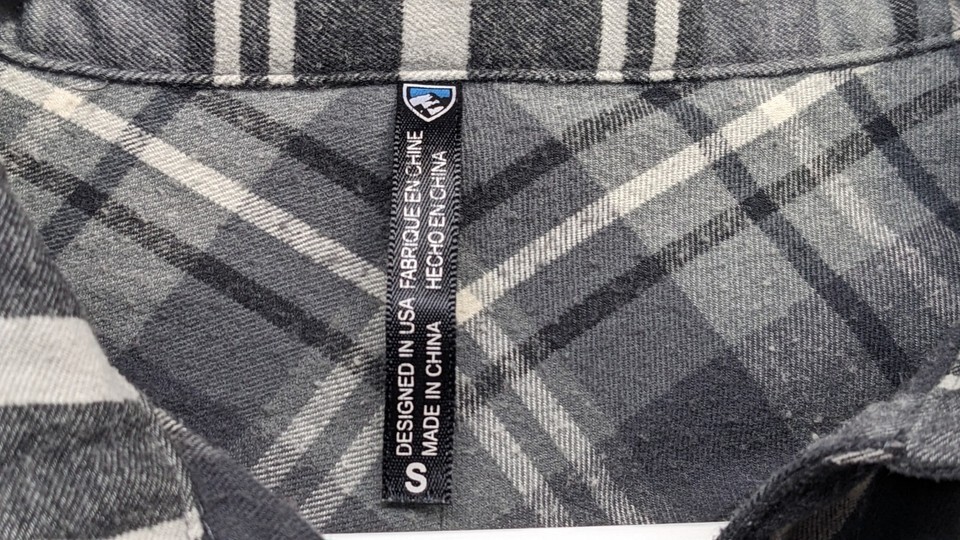 DESIGNED IN USA FABRIQUE EN CHINE
MADE IN CHINA HECHO EN CHINA
S